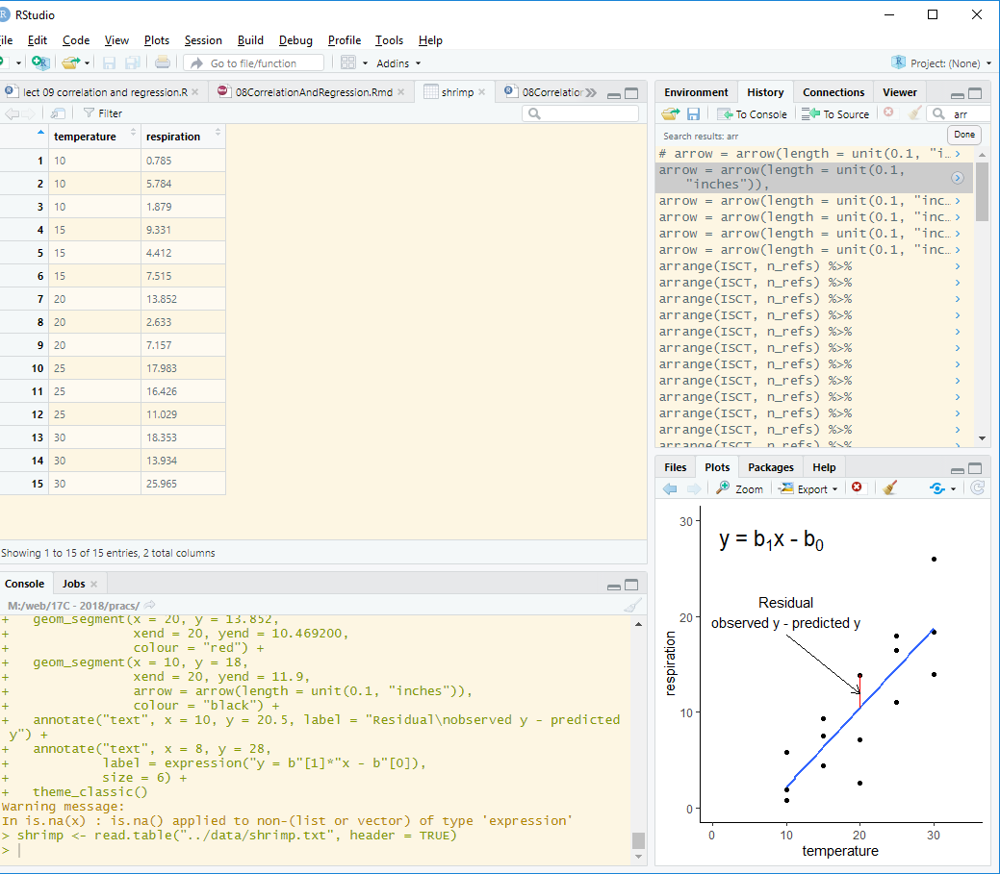 RStudio
ile Edit Code View Plots Session Build Debug Profile Tools Help
Go to file/function Addins Project: (None)
lect 09 correlation and regression.R 08CorrelationAndRegression.Rmd shrimp 08Correlation
Filter
temperature respiration
1 10 0.785
2 10 5.784
3 10 1.879
4 15 9.331
5 15 4.412
6 15 7.515
7 20 13.852
8 20 2.633
9 20 7.157
10 25 17.983
11 25 16.426
12 25 11.029
13 30 18.353
14 30 13.934
15 30 25.965
Showing 1 to 15 of 15 entries, 2 total columns
Console Jobs
M:/web/17C - 2018/pracs/
+ geom_segment(x = 20, y = 13.852,
+ xend = 20, yend = 10.469200,
+ colour = "red") +
+ geom_segment(x = 10, y = 18,
+ xend = 20, yend = 11.9,
+ arrow = arrow(length = unit(0.1, "inches")),
+ colour = "black") +
+ annotate("text", x = 10, y = 20.5, label = "Residual\nobserved y - predicted
y") +
+ annotate("text", x = 8, y = 28,
+ label = expression("y = b"[1]*"x - b"[0]),
+ size = 6) +
+ theme_classic()
Warning message:
In is.na(x) : is.na() applied to non-(list or vector) of type 'expression'
> shrimp <- read.table("../data/shrimp.txt", header = TRUE)
>
Environment History Connections Viewer
To Console To Source arr
Search results: arr Done
# arrow = arrow(length = unit(0.1, "i…
arrow = arrow(length = unit(0.1,
"inches")),
arrow = arrow(length = unit(0.1, "inc…
arrow = arrow(length = unit(0.1, "inc…
arrow = arrow(length = unit(0.1, "inc…
arrow = arrow(length = unit(0.1, "inc…
arrange(ISCT, n_refs) %>%
arrange(ISCT, n_refs) %>%
arrange(ISCT, n_refs) %>%
arrange(ISCT, n_refs) %>%
arrange(ISCT, n_refs) %>%
arrange(ISCT, n_refs) %>%
arrange(ISCT, n_refs) %>%
arrange(ISCT, n_refs) %>%
arrange(ISCT, n_refs) %>%
arrange(ISCT, n_refs) %>%
arrange(ISCT, n_refs) %>%
arrange(ISCT, n_refs) %>%
Files Plots Packages Help
Zoom Export
30
20
10
0
respiration
y = b₁x - b₀
Residual
observed y - predicted y
0 10 20 30
temperature